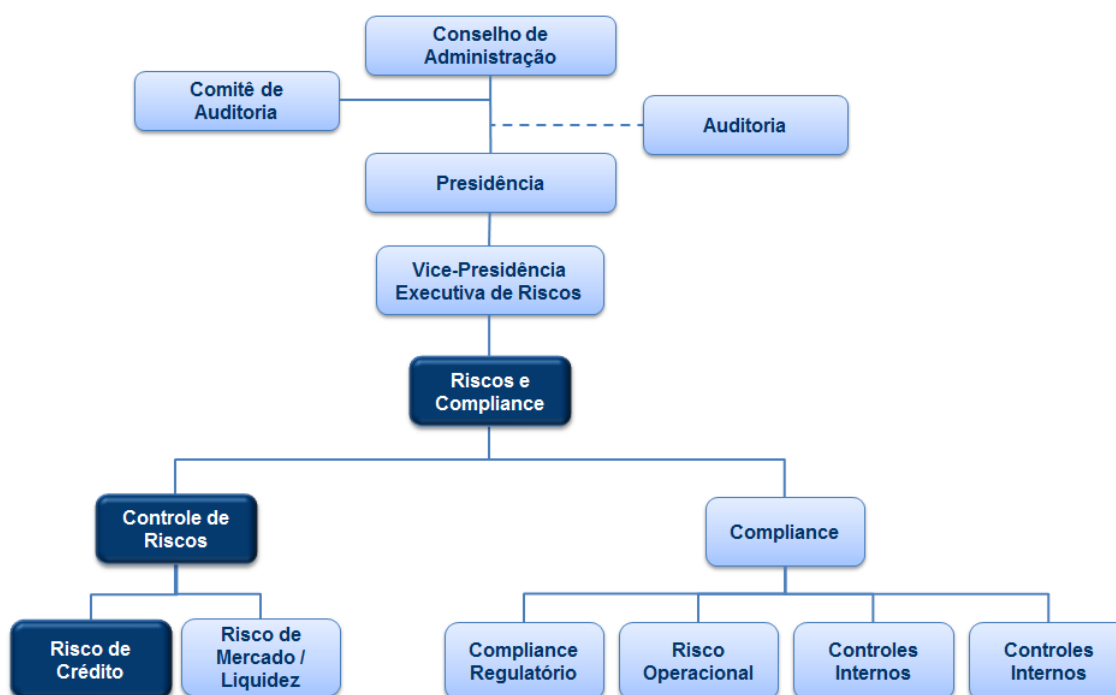 Conselho de
Administração
Comitê de
Auditoria
Auditoria
Presidência
Vice-Presidência
Executiva de Riscos
Riscos e
Compliance
Controle de
Riscos
Compliance
Risco de
Crédito
Risco de
Mercado /
Liquidez
Compliance
Regulatório
Risco
Operacional
Controles
Internos
Controles
Internos